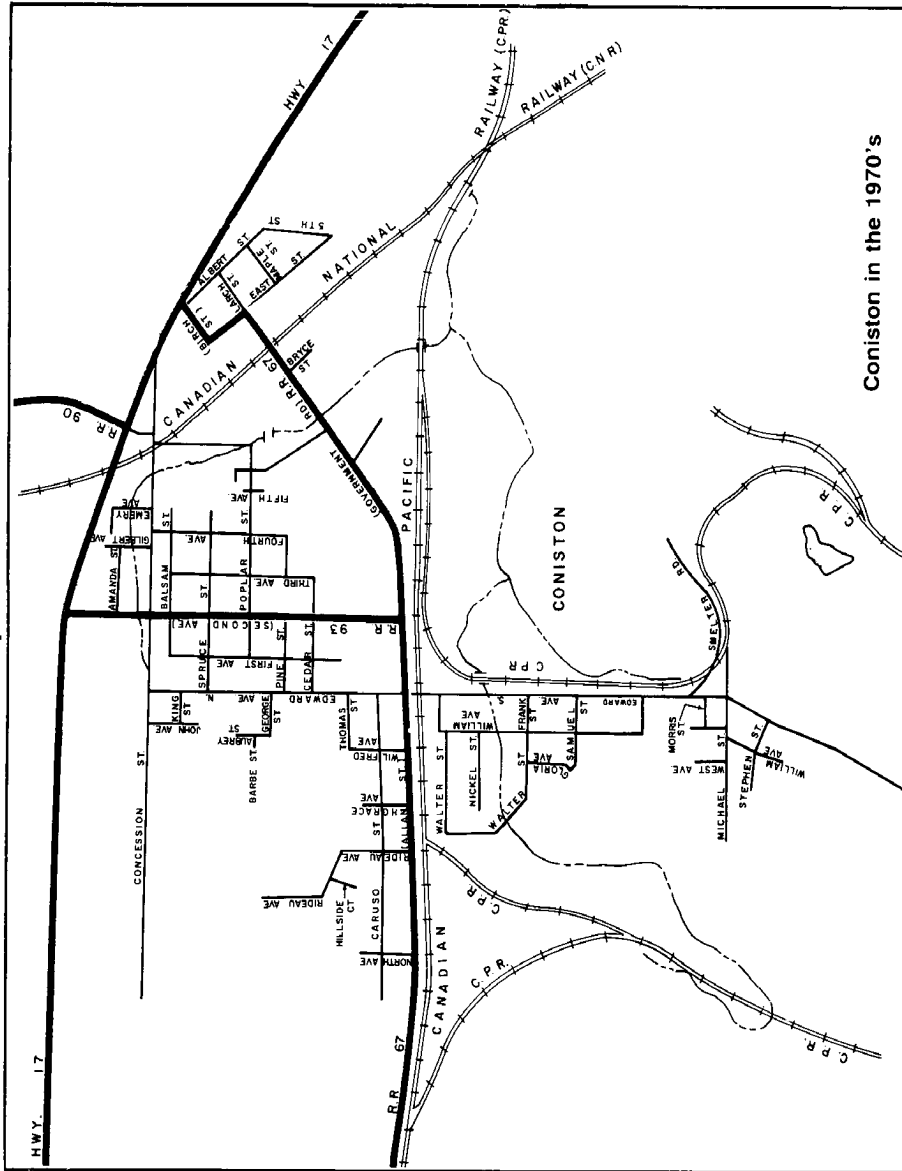 HWY 17
HWY. 17
R.R. 90
RAILWAY (C.P.R.)
RAILWAY (C.N.R)
CANADIAN NATIONAL
ALBERT ST
5TH ST
MAPLE ST
EAST ST
LARCH ST
(BIRCH ST)
BRYCE ST
(GOVERNMENT RD) R.R. 67
EMERY AVE
GILBERT AVE
AMANDA ST
BALSAM ST.
FIFTH AVE.
FOURTH AVE.
THIRD AVE.
POPLAR ST.
SPRUCE ST
R.R. 93 (SECOND AVE)
FIRST AVE
PINE ST.
CEDAR ST.
EDWARD AVE N.
CONCESSION ST.
KING ST
JOHN AVE
GEORGE ST
AUBREY ST
BARBE ST.
THOMAS ST
WILFRED AVE
HORACE AVE
(ALLAN ST
RIDEAU AVE
RIDEAU AVE
HILLSIDE CT
CARUSO ST
NORTH AVE
R.R 67
CANADIAN PACIFIC
CONISTON
C P R
C.P.R
SMELTER RD.
EDWARD AVE. S
WILLIAM AVE
WALTER ST
WALTER ST
NICKEL ST.
FRANK ST
GLORIA AVE
SAMUEL ST
MORRIS ST
MICHAEL ST
WEST AVE.
STEPHEN ST.
WILLIAM AVE
C.P.R.
C.P.R.
C.P.R.
Coniston in the 1970's